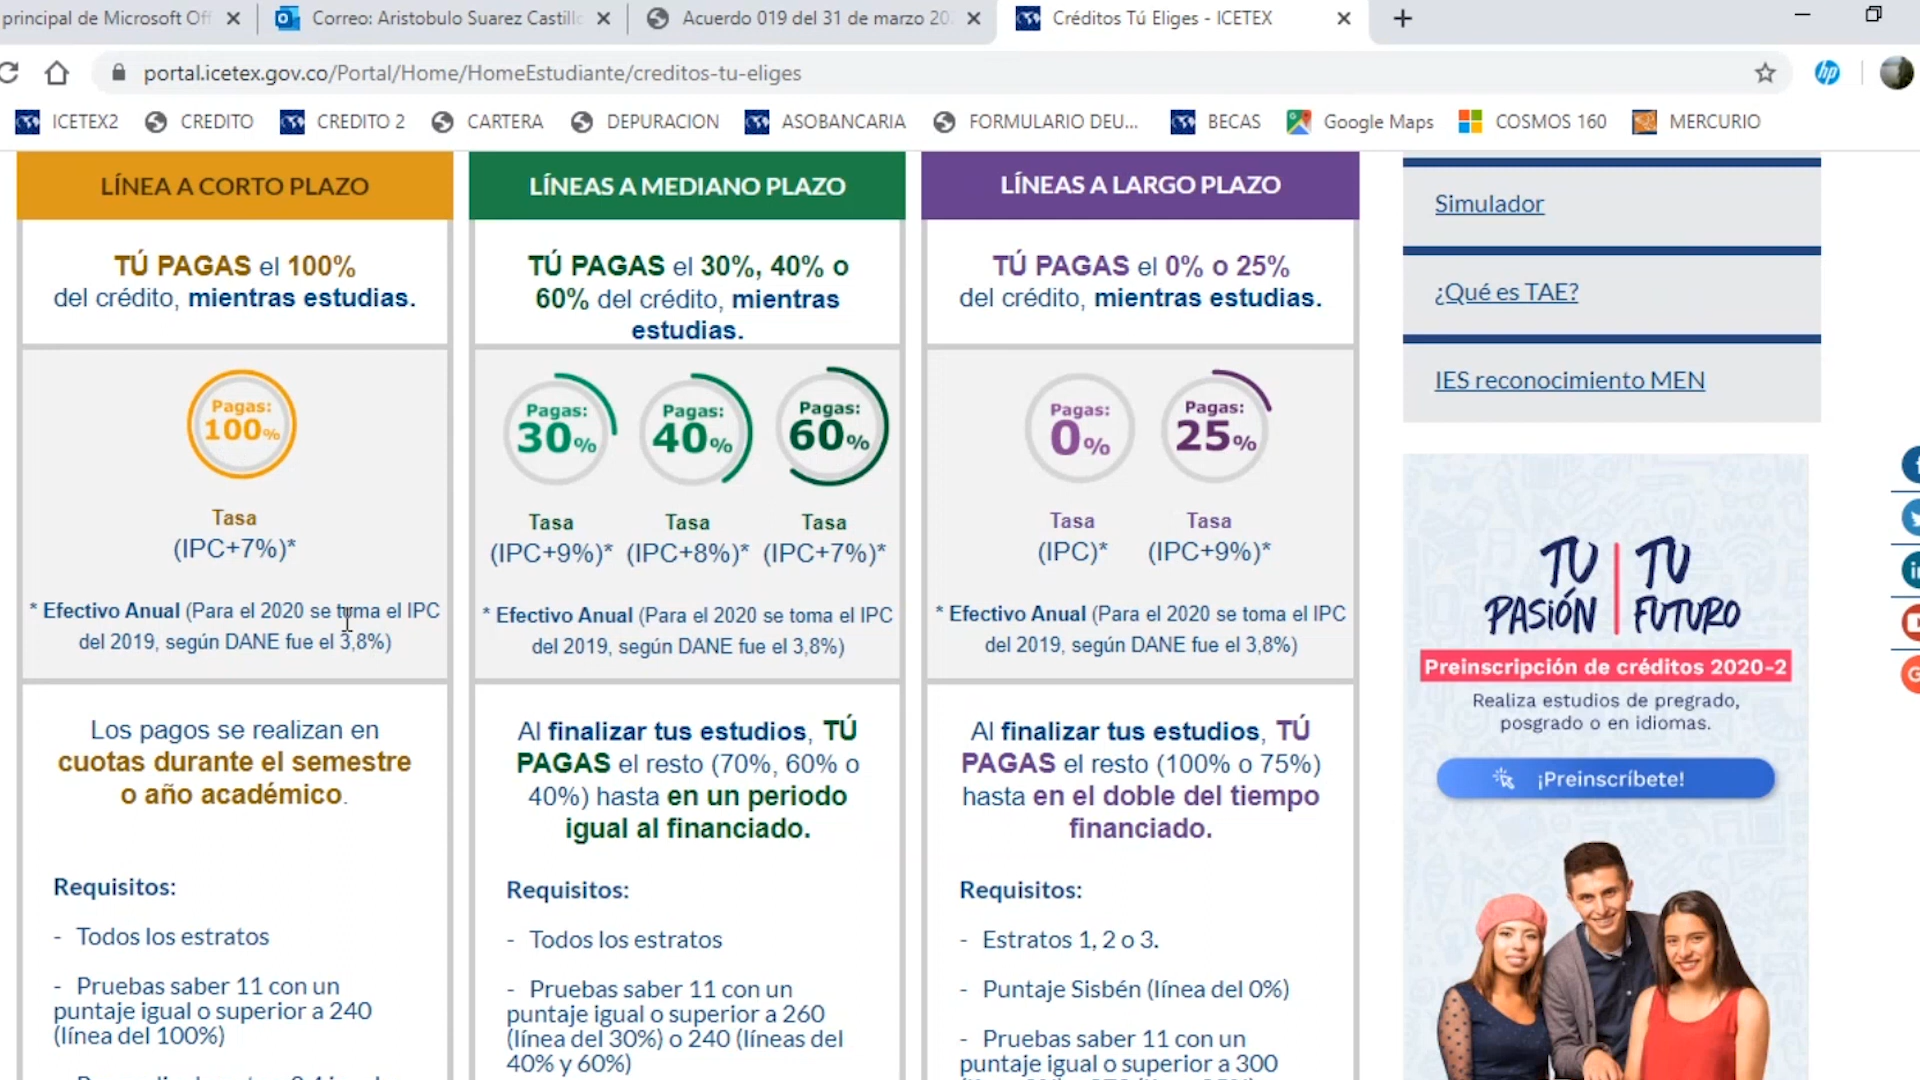 principal de Microsoft Of
Correo: Aristobulo Suarez Castill
Acuerdo 019 del 31 de marzo 20
Créditos Tú Eliges - ICETEX
portal.icetex.gov.co/Portal/Home/HomeEstudiante/creditos-tu-eliges
hp
ICETEX2
CREDITO
CREDITO 2
CARTERA
DEPURACION
ASOBANCARIA
FORMULARIO DEU...
BECAS
Google Maps
COSMOS 160
MERCURIO
LÍNEA A CORTO PLAZO
TÚ PAGAS el 100%
del crédito, mientras estudias.
Pagas:
100%
Tasa
(IPC+7%)*
* Efectivo Anual (Para el 2020 se toma el IPC
del 2019, según DANE fue el 3,8%)
Los pagos se realizan en
cuotas durante el semestre
o año académico.
Requisitos:
- Todos los estratos
- Pruebas saber 11 con un
puntaje igual o superior a 240
(línea del 100%)
LÍNEAS A MEDIANO PLAZO
TÚ PAGAS el 30%, 40% o
60% del crédito, mientras
estudias.
Pagas: Pagas: Pagas:
30% 40% 60%
Tasa Tasa Tasa
(IPC+9%)* (IPC+8%)* (IPC+7%)*
* Efectivo Anual (Para el 2020 se toma el IPC
del 2019, según DANE fue el 3,8%)
Al finalizar tus estudios, TÚ
PAGAS el resto (70%, 60% o
40%) hasta en un periodo
igual al financiado.
Requisitos:
- Todos los estratos
- Pruebas saber 11 con un
puntaje igual o superior a 260
(línea del 30%) o 240 (líneas del
40% y 60%)
LÍNEAS A LARGO PLAZO
TÚ PAGAS el 0% o 25%
del crédito, mientras estudias.
Pagas: Pagas:
0% 25%
Tasa Tasa
(IPC)* (IPC+9%)*
* Efectivo Anual (Para el 2020 se toma el IPC
del 2019, según DANE fue el 3,8%)
Al finalizar tus estudios, TÚ
PAGAS el resto (100% o 75%)
hasta en el doble del tiempo
financiado.
Requisitos:
- Estratos 1, 2 o 3.
- Puntaje Sisbén (línea del 0%)
- Pruebas saber 11 con un
puntaje igual o superior a 300
Simulador
¿Qué es TAE?
IES reconocimiento MEN
TU PASIÓN | TU FUTURO
Preinscripción de créditos 2020-2
Realiza estudios de pregrado,
posgrado o en idiomas.
¡Preinscríbete!